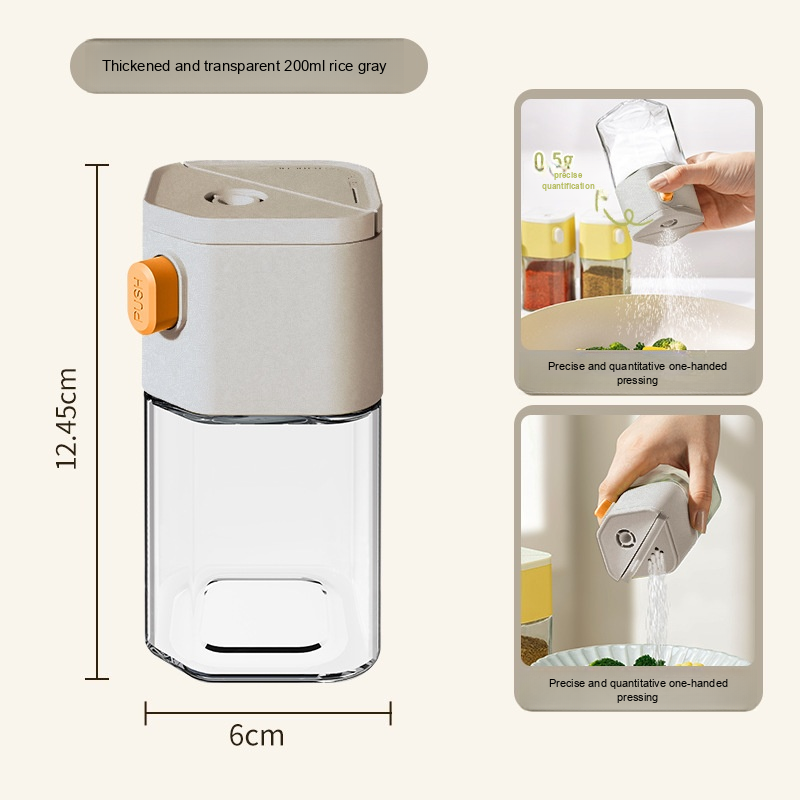 Thickened and transparent 200ml rice gray
0.5g
precise
quantification
Precise and quantitative one-handed
pressing
PUSH
12.45cm
Precise and quantitative one-handed
pressing
6cm